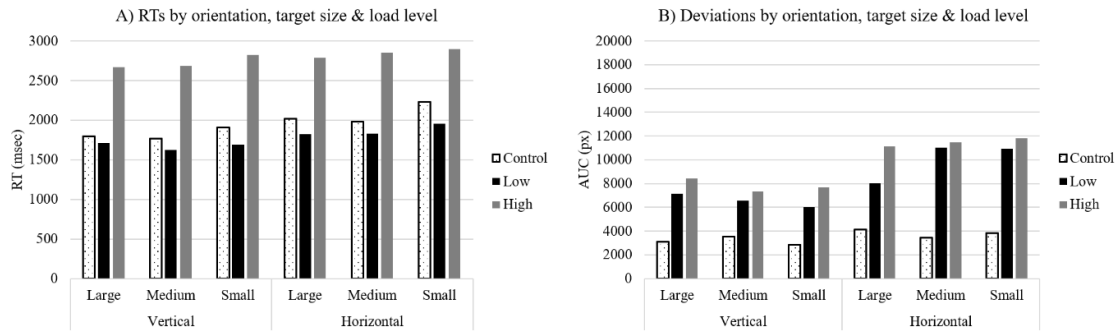 A) RTs by orientation, target size & load level
3000
2500
2000
1500
1000
500
0
RT (msec)
Large Medium Small Large Medium Small
Vertical Horizontal
Control
Low
High
B) Deviations by orientation, target size & load level
20000
18000
16000
14000
12000
10000
8000
6000
4000
2000
0
AUC (px)
Large Medium Small Large Medium Small
Vertical Horizontal
Control
Low
High